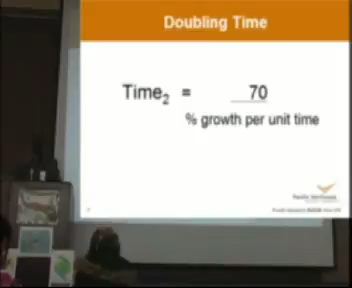 Doubling Time
Time₂ = 70
% growth per unit time